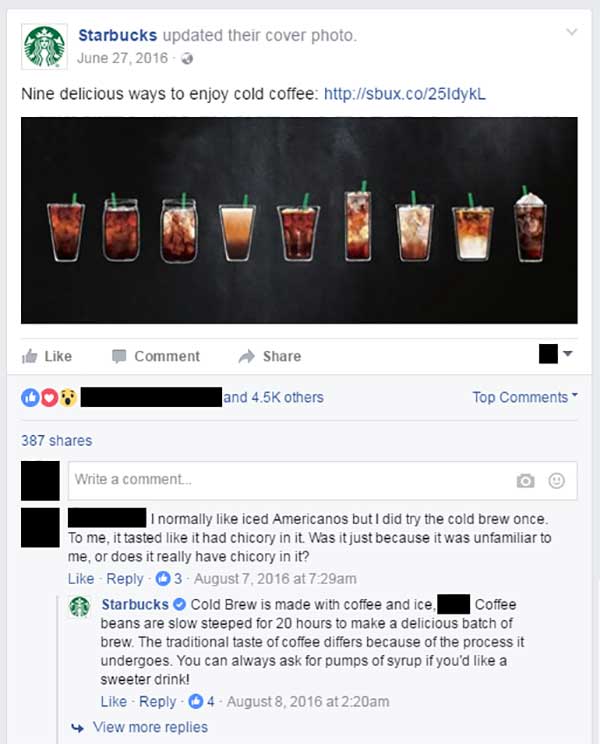 Starbucks updated their cover photo.
June 27, 2016 ·
Nine delicious ways to enjoy cold coffee: http://sbux.co/25IdykL
Like Comment Share
and 4.5K others Top Comments
387 shares
Write a comment...
I normally like iced Americanos but I did try the cold brew once.
To me, it tasted like it had chicory in it. Was it just because it was unfamiliar to
me, or does it really have chicory in it?
Like · Reply · 3 · August 7, 2016 at 7:29am
Starbucks Cold Brew is made with coffee and ice, Coffee
beans are slow steeped for 20 hours to make a delicious batch of
brew. The traditional taste of coffee differs because of the process it
undergoes. You can always ask for pumps of syrup if you'd like a
sweeter drink!
Like · Reply · 4 · August 8, 2016 at 2:20am
View more replies